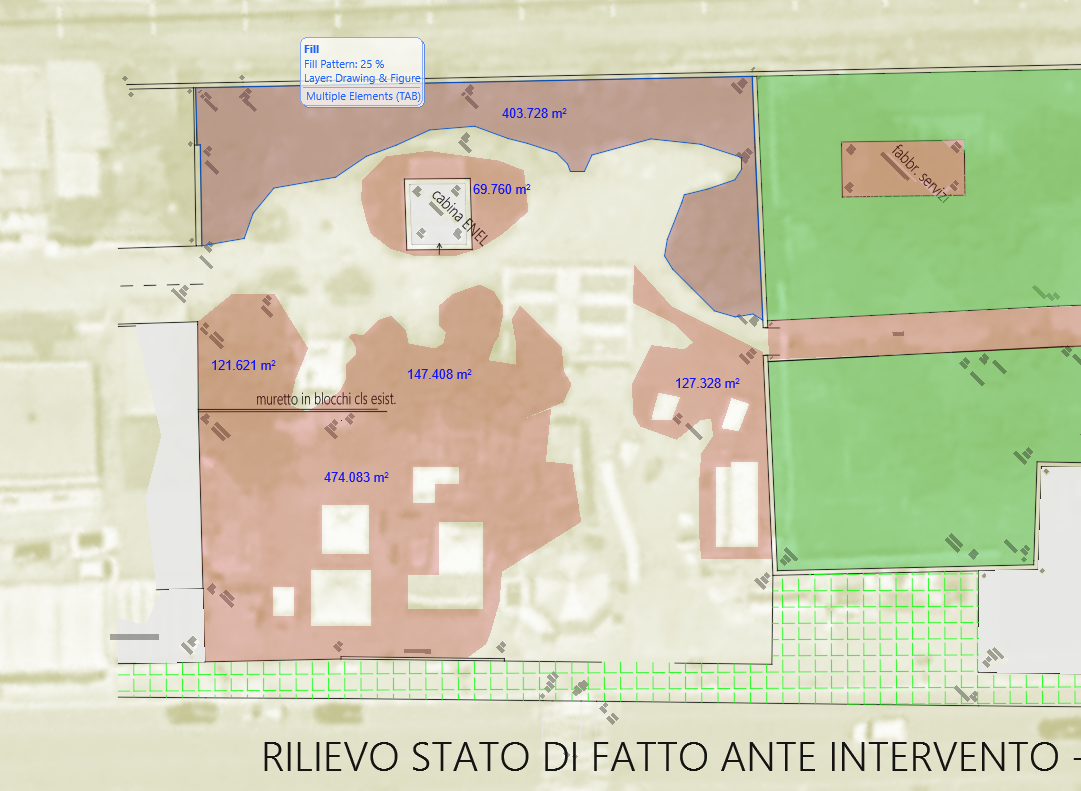 Fill
Fill Pattern: 25 %
Layer: Drawing & Figure
Multiple Elements (TAB)
403.728 m²
fabbr. servizi
69.760 m²
cabina ENEL
121.621 m²
147.408 m²
127.328 m²
muretto in blocchi cls esist.
474.083 m²
RILIEVO STATO DI FATTO ANTE INTERVENTO -